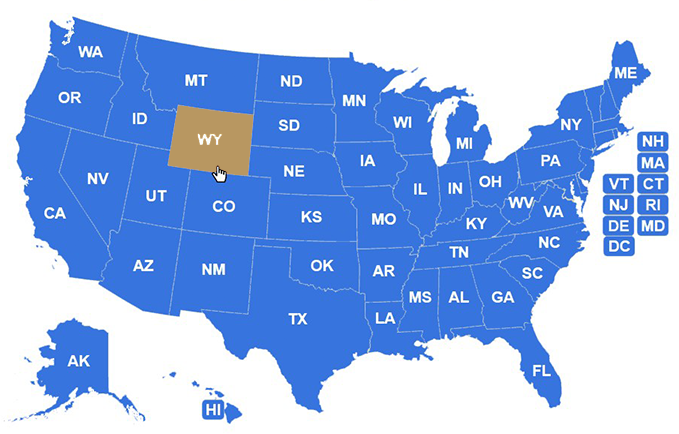 WA
MT
ND
MN
ME
OR
ID
WY
SD
WI
MI
NY
NH
MA
VT
CT
NJ
RI
DE
MD
DC
NV
UT
CO
NE
IA
IL
IN
OH
PA
WV
VA
CA
KS
MO
KY
AZ
NM
OK
AR
TN
NC
SC
TX
LA
MS
AL
GA
FL
AK
HI